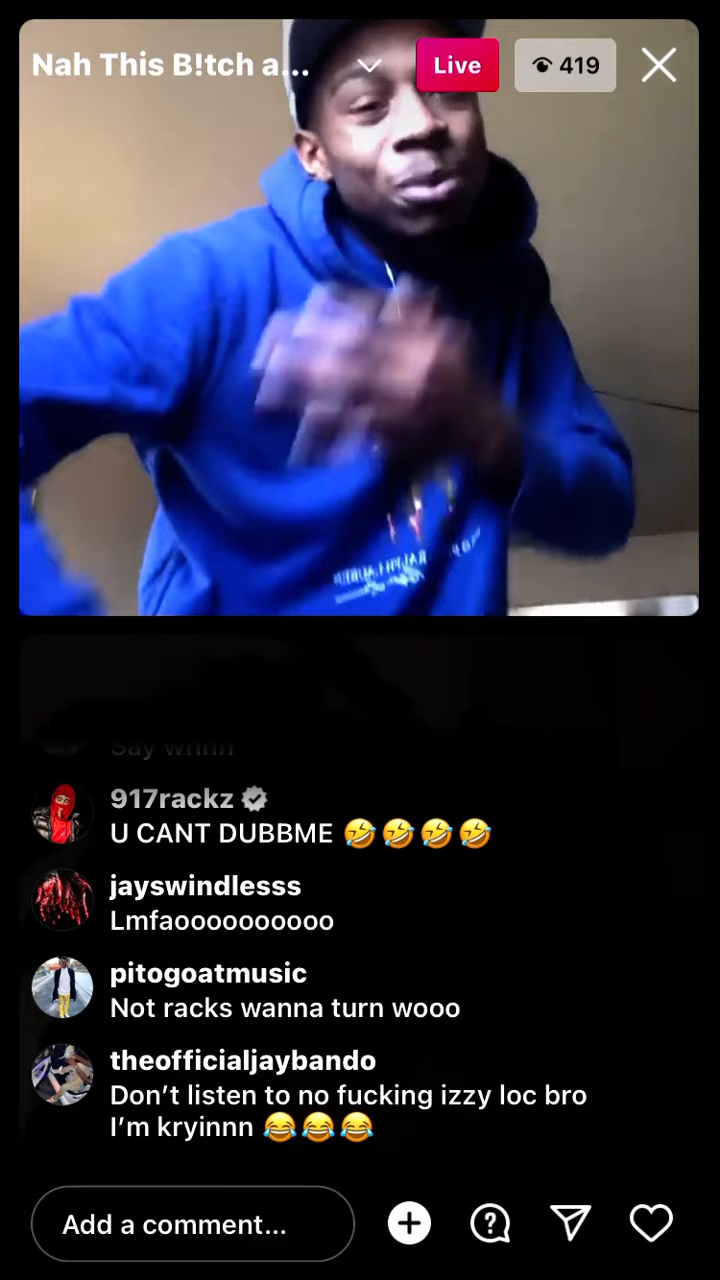 Nah This B!tch a...
Live
419
917rackz
U CANT DUBBME 🤣🤣🤣🤣
jayswindlesss
Lmfaoooooooooo
pitogoatmusic
Not racks wanna turn wooo
theofficialjaybando
Don’t listen to no fucking izzy loc bro
I’m kryinnn 😂😂😂
Add a comment...